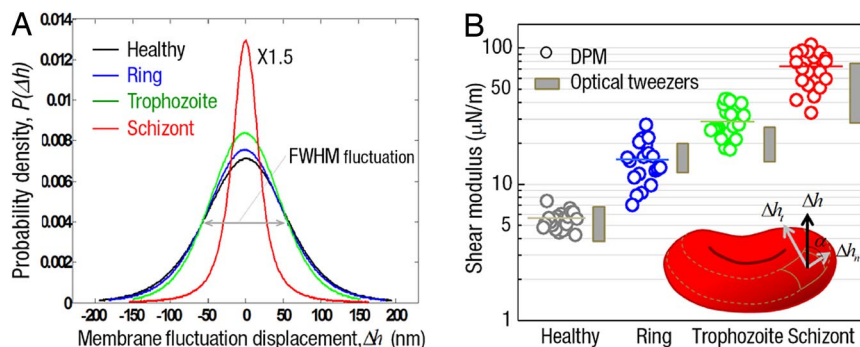 A
0.014
0.012
0.01
0.008
0.006
0.004
0.002
0
Probability density, P(Δh)
Healthy
Ring
Trophozoite
Schizont
X1.5
FWHM fluctuation
-200 -150 -100 -50 0 50 100 150 200
Membrane fluctuation displacement, Δh (nm)
B
100
50
10
5
1
Shear modulus (μN/m)
DPM
Optical tweezers
Δh
Δht
α
Δhn
Healthy Ring Trophozoite Schizont